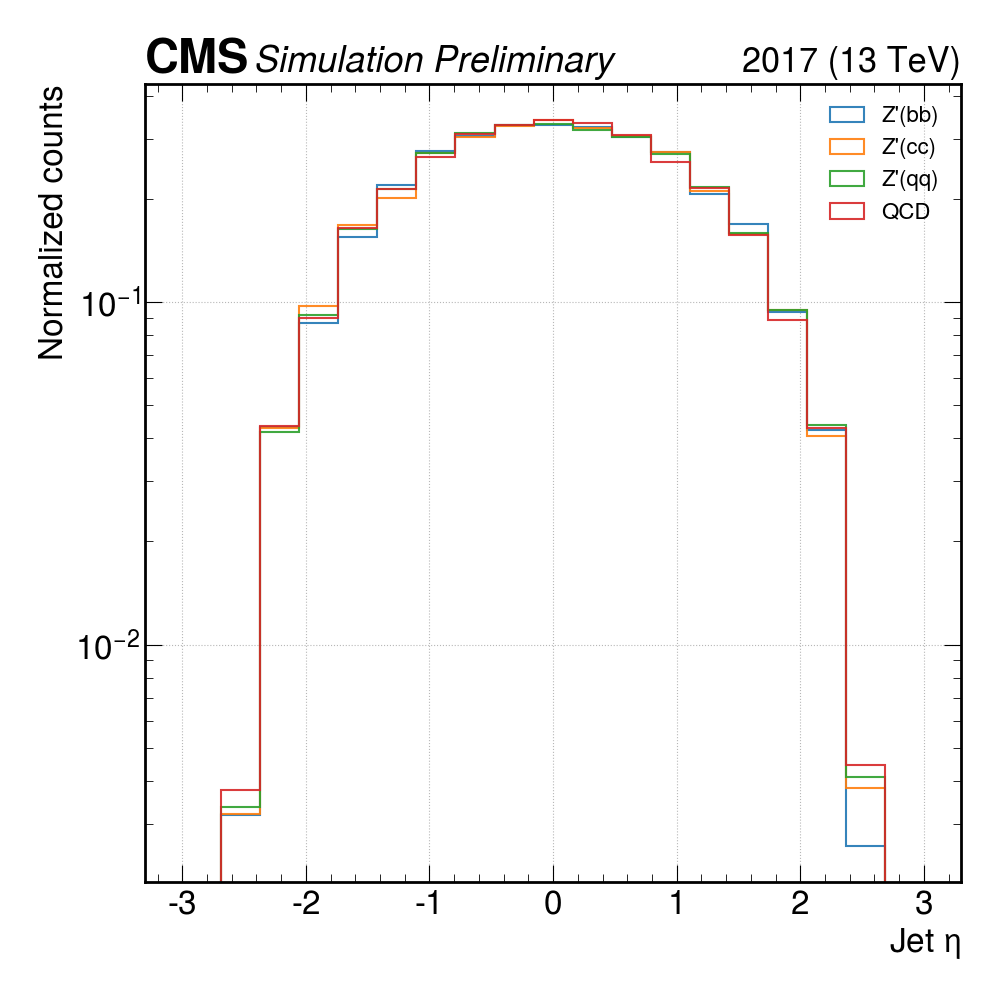 CMS Simulation Preliminary 2017 (13 TeV)
Normalized counts
Z'(bb)
Z'(cc)
Z'(qq)
QCD
10⁻¹
10⁻²
-3 -2 -1 0 1 2 3
Jet η